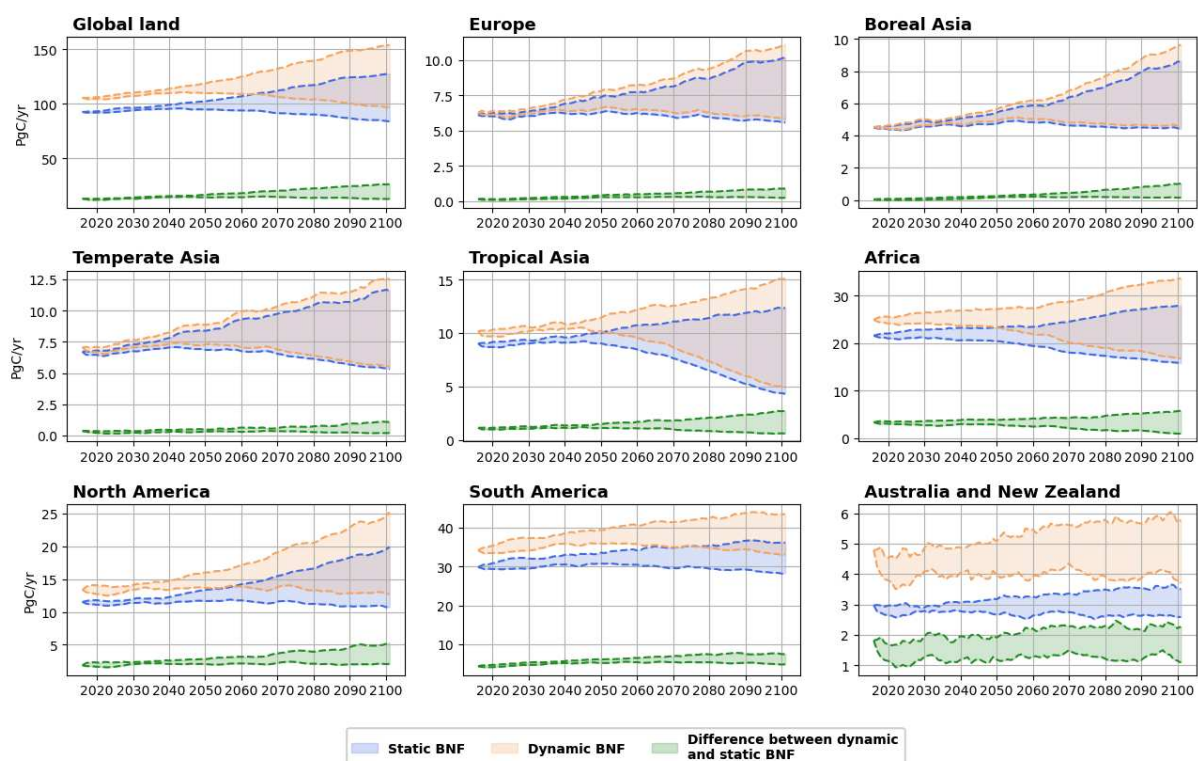 Global land
PgC/yr
150
100
50
2020 2030 2040 2050 2060 2070 2080 2090 2100
Europe
10.0
7.5
5.0
2.5
0.0
2020 2030 2040 2050 2060 2070 2080 2090 2100
Boreal Asia
10
8
6
4
2
0
2020 2030 2040 2050 2060 2070 2080 2090 2100
Temperate Asia
PgC/yr
12.5
10.0
7.5
5.0
2.5
0.0
2020 2030 2040 2050 2060 2070 2080 2090 2100
Tropical Asia
15
10
5
0
2020 2030 2040 2050 2060 2070 2080 2090 2100
Africa
30
20
10
0
2020 2030 2040 2050 2060 2070 2080 2090 2100
North America
PgC/yr
25
20
15
10
5
2020 2030 2040 2050 2060 2070 2080 2090 2100
South America
40
30
20
10
2020 2030 2040 2050 2060 2070 2080 2090 2100
Australia and New Zealand
6
5
4
3
2
1
2020 2030 2040 2050 2060 2070 2080 2090 2100
Static BNF
Dynamic BNF
Difference between dynamic
and static BNF